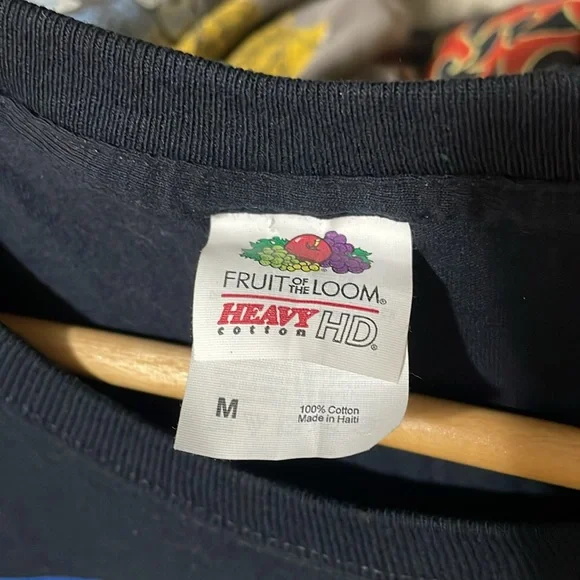 FRUIT OF THE LOOM®
HEAVY cotton HD®
M
100% Cotton
Made in Haiti